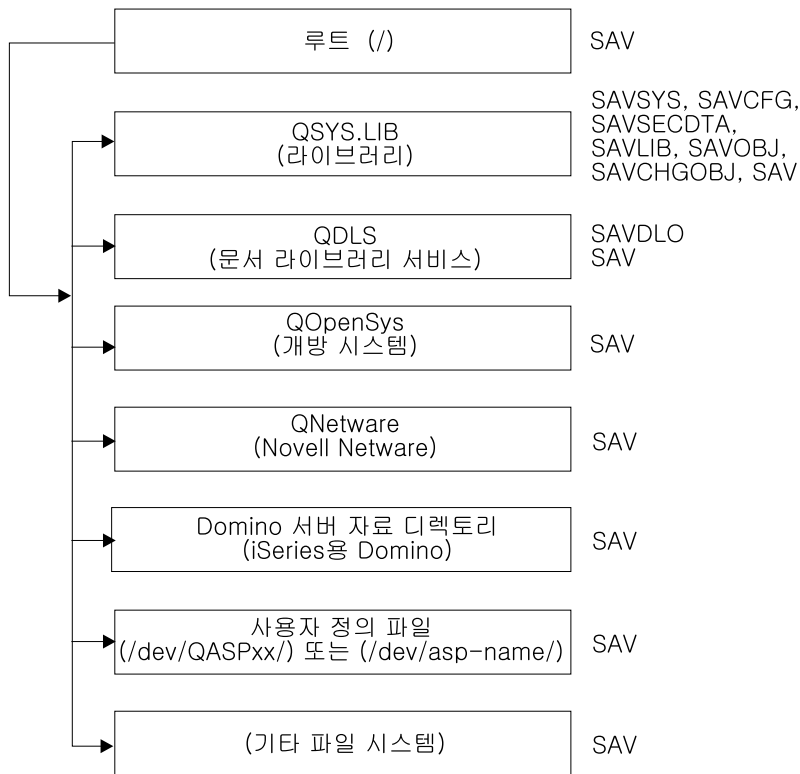 루트 (/)
SAV
QSYS.LIB
(라이브러리)
SAVSYS, SAVCFG,
SAVSECDTA,
SAVLIB, SAVOBJ,
SAVCHGOBJ, SAV
QDLS
(문서 라이브러리 서비스)
SAVDLO
SAV
QOpenSys
(개방 시스템)
SAV
QNetware
(Novell Netware)
SAV
Domino 서버 자료 디렉토리
(iSeries용 Domino)
SAV
사용자 정의 파일
(/dev/QASPxx/) 또는 (/dev/asp-name/)
SAV
(기타 파일 시스템)
SAV